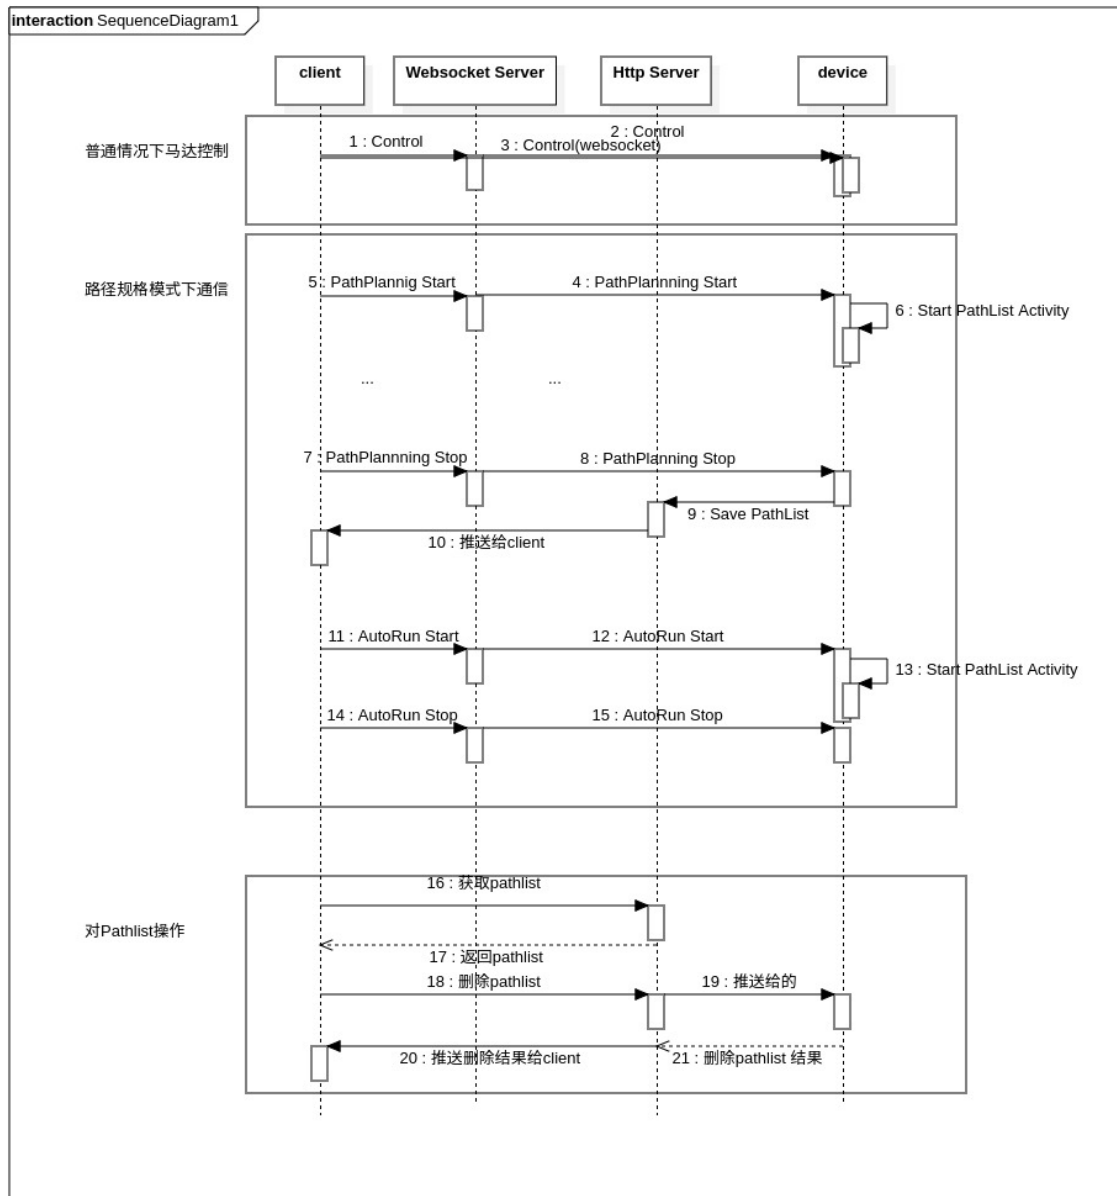 interaction SequenceDiagram1
client
Websocket Server
Http Server
device
普通情况下马达控制
1 : Control
2 : Control
3 : Control(websocket)
路径规格模式下通信
5 : PathPlannig Start
4 : PathPlannning Start
6 : Start PathList Activity
...
...
7 : PathPlannning Stop
8 : PathPlanning Stop
9 : Save PathList
10 : 推送给client
11 : AutoRun Start
12 : AutoRun Start
13 : Start PathList Activity
14 : AutoRun Stop
15 : AutoRun Stop
16 : 获取pathlist
对Pathlist操作
17 : 返回pathlist
18 : 删除pathlist
19 : 推送给的
20 : 推送删除结果给client
21 : 删除pathlist 结果